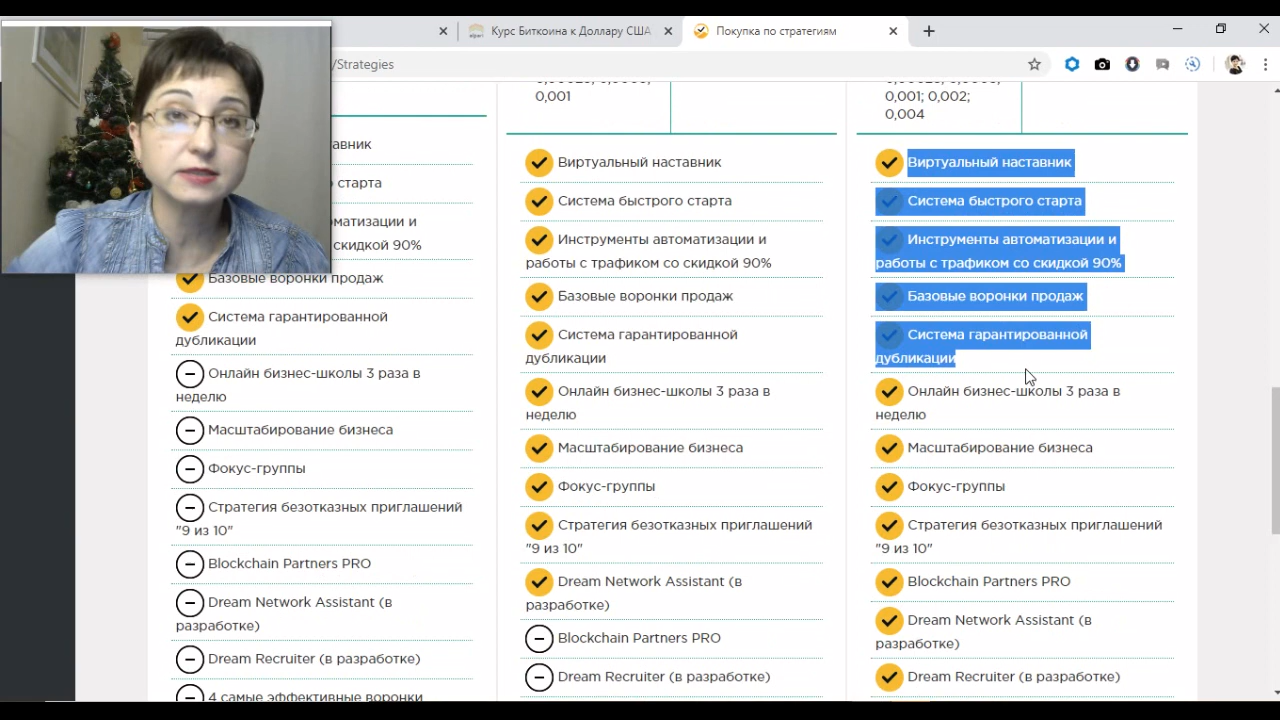 Курс Биткоина к Доллару США
Покупка по стратегиям
/Strategies
0,001
0,001; 0,002;
0,004
авник
старта
матизации и
скидкой 90%
Базовые воронки продаж
Система гарантированной
дубликации
Онлайн бизнес-школы 3 раза в
неделю
Масштабирование бизнеса
Фокус-группы
Стратегия безотказных приглашений
"9 из 10"
Blockchain Partners PRO
Dream Network Assistant (в
разработке)
Dream Recruiter (в разработке)
4 самые эффективные воронки
Виртуальный наставник
Система быстрого старта
Инструменты автоматизации и
работы с трафиком со скидкой 90%
Базовые воронки продаж
Система гарантированной
дубликации
Онлайн бизнес-школы 3 раза в
неделю
Масштабирование бизнеса
Фокус-группы
Стратегия безотказных приглашений
"9 из 10"
Dream Network Assistant (в
разработке)
Blockchain Partners PRO
Dream Recruiter (в разработке)
Виртуальный наставник
Система быстрого старта
Инструменты автоматизации и
работы с трафиком со скидкой 90%
Базовые воронки продаж
Система гарантированной
дубликации
Онлайн бизнес-школы 3 раза в
неделю
Масштабирование бизнеса
Фокус-группы
Стратегия безотказных приглашений
"9 из 10"
Blockchain Partners PRO
Dream Network Assistant (в
разработке)
Dream Recruiter (в разработке)